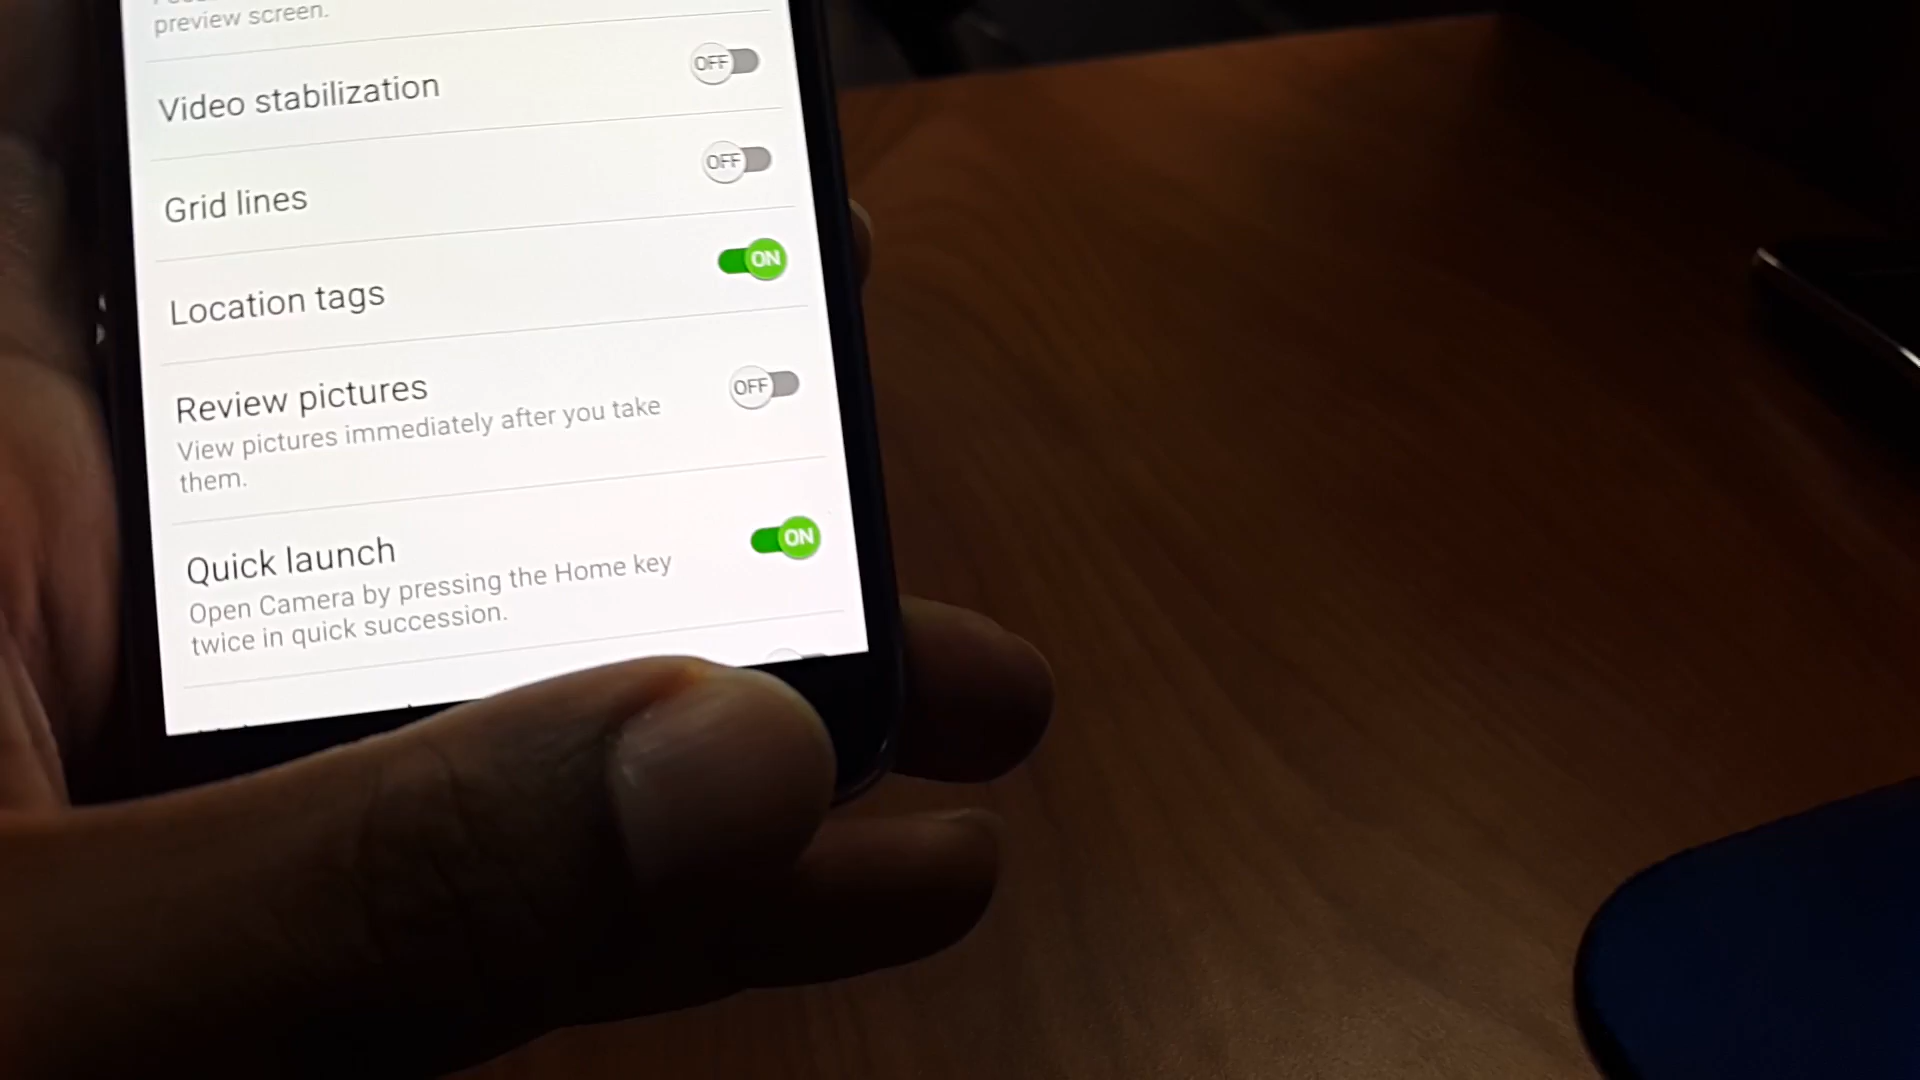 preview screen.
Video stabilization
OFF
Grid lines
OFF
Location tags
ON
Review pictures
OFF
View pictures immediately after you take
them.
Quick launch
ON
Open Camera by pressing the Home key
twice in quick succession.